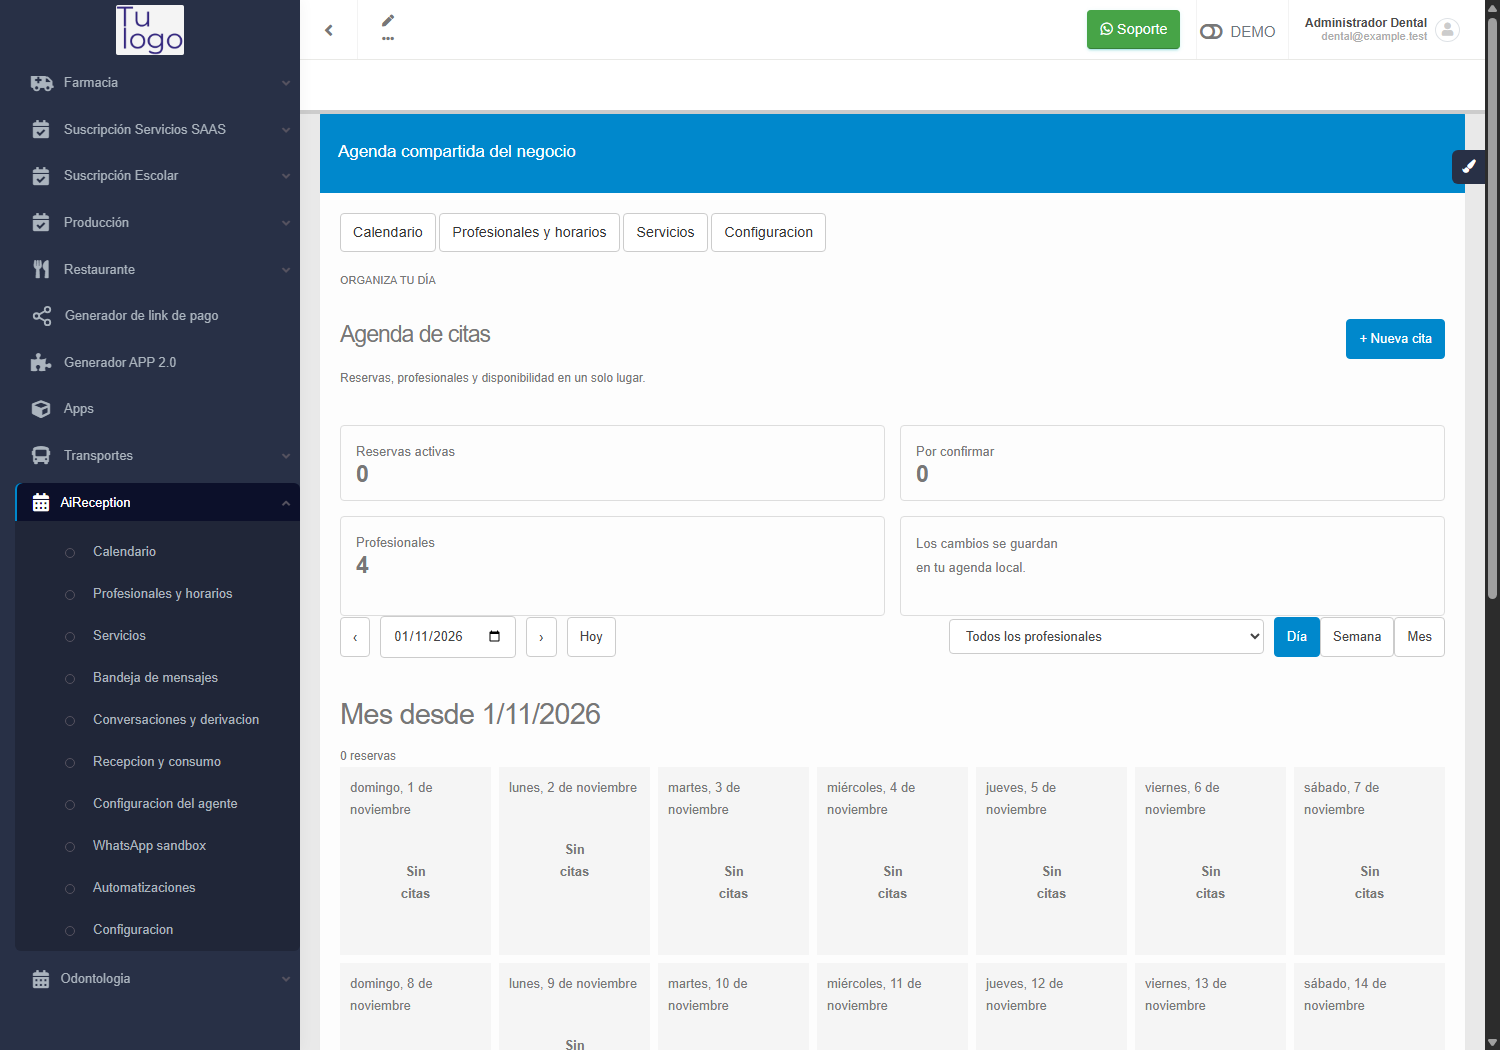 Tu
logo
Farmacia
Suscripción Servicios SAAS
Suscripción Escolar
Producción
Restaurante
Generador de link de pago
Generador APP 2.0
Apps
Transportes
AiReception
Calendario
Profesionales y horarios
Servicios
Bandeja de mensajes
Conversaciones y derivacion
Recepcion y consumo
Configuracion del agente
WhatsApp sandbox
Automatizaciones
Configuracion
Odontologia
Soporte
DEMO
Administrador Dental
dental@example.test
Agenda compartida del negocio
Calendario
Profesionales y horarios
Servicios
Configuracion
ORGANIZA TU DÍA
Agenda de citas
+ Nueva cita
Reservas, profesionales y disponibilidad en un solo lugar.
Reservas activas
0
Por confirmar
0
Profesionales
4
Los cambios se guardan
en tu agenda local.
‹
01/11/2026
›
Hoy
Todos los profesionales
Día
Semana
Mes
Mes desde 1/11/2026
0 reservas
domingo, 1 de
noviembre
Sin
citas
lunes, 2 de noviembre
Sin
citas
martes, 3 de
noviembre
Sin
citas
miércoles, 4 de
noviembre
Sin
citas
jueves, 5 de
noviembre
Sin
citas
viernes, 6 de
noviembre
Sin
citas
sábado, 7 de
noviembre
Sin
citas
domingo, 8 de
noviembre
lunes, 9 de noviembre
Sin
martes, 10 de
noviembre
miércoles, 11 de
noviembre
jueves, 12 de
noviembre
viernes, 13 de
noviembre
sábado, 14 de
noviembre